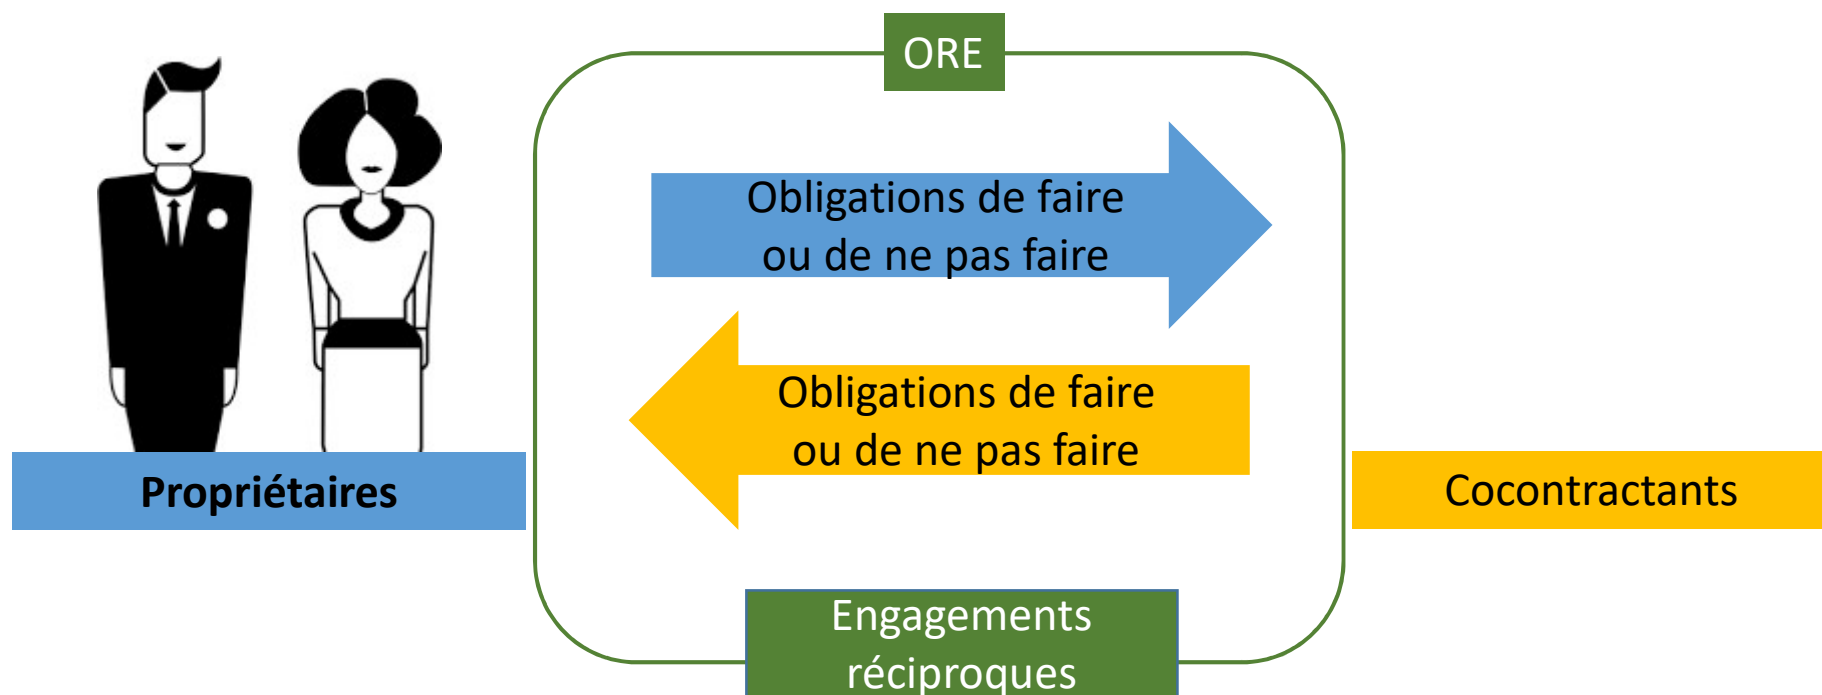 ORE
Obligations de faire
ou de ne pas faire
Obligations de faire
ou de ne pas faire
Propriétaires
Cocontractants
Engagements
réciproques